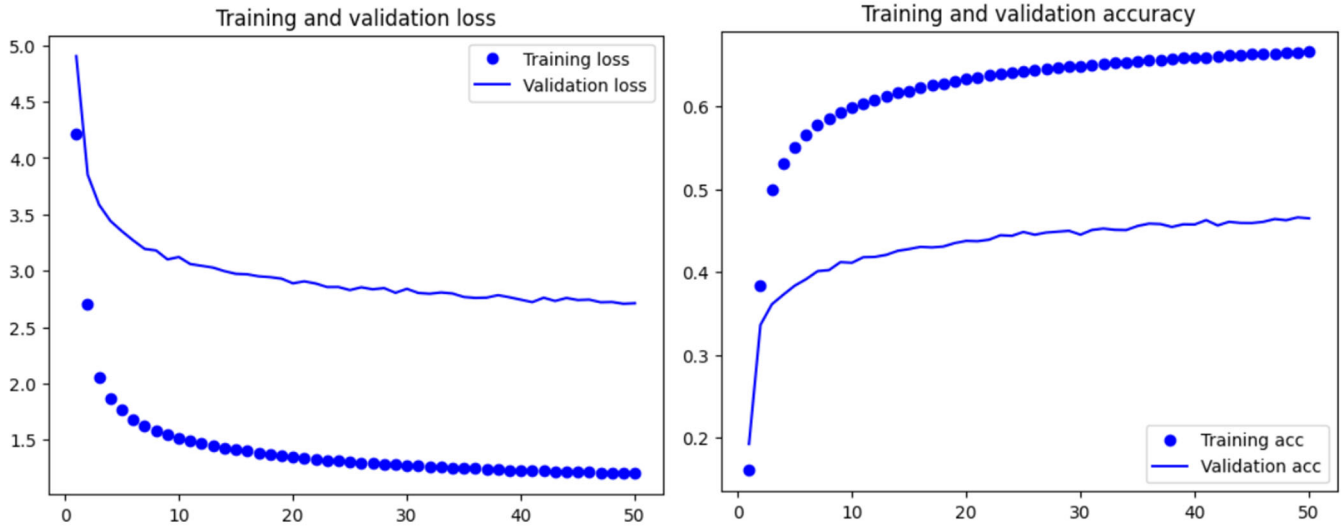 Training and validation loss
5.0
4.5
4.0
3.5
3.0
2.5
2.0
1.5
0 10 20 30 40 50
Training loss
Validation loss
Training and validation accuracy
0.6
0.5
0.4
0.3
0.2
0 10 20 30 40 50
Training acc
Validation acc